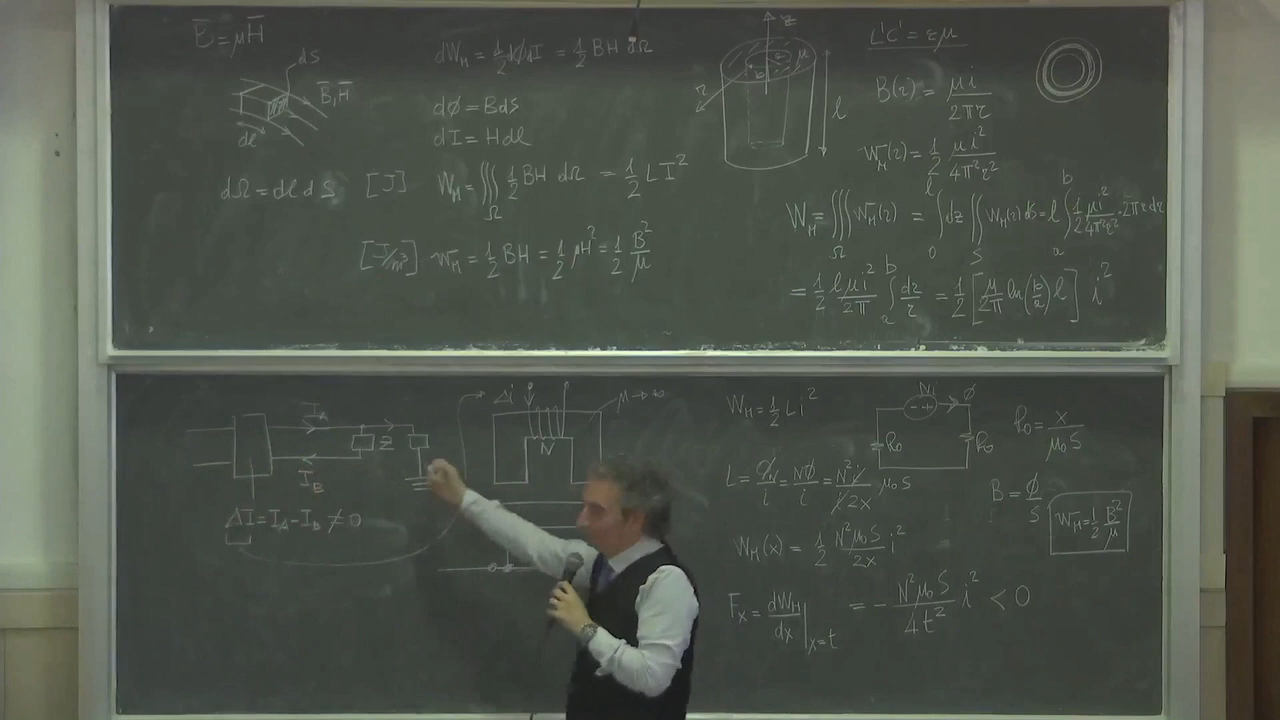 B̅ = μH̅
dS
B̅, H̅
dl
dΩ = dl dS [J]
dW_H = 1/2 dϕ dI = 1/2 BH dΩ
dϕ = B dS
dI = H dl
W_H = ∭_Ω 1/2 BH dΩ = 1/2 L I²
[J/m³] w_H = 1/2 BH = 1/2 μH² = 1/2 B²/μ
z
μ
r
l
L'C' = εμ
B(r) = μi/2πr
w_H(r) = 1/2 μi²/4π²r²
W_H = ∭_Ω w_H(r) = ∫_0^l dz ∬_S w_H(r) dS = l ∫_a^b 1/2 μi²/4π²r² · 2πr dr
= 1/2 lμi²/2π ∫_a^b dr/r = 1/2 [μ/2π ln(b/a) l] i²
I_A
Z
I_B
ΔI = I_A - I_B ≠ 0
Δi
N
μ→∞
W_H = 1/2 L i²
Ni
- +
ϕ
R_0
R_0
R_0 = x/μ_0 S
L = ϕ_N/i = Nϕ/i = N² i/i 2x μ_0 S
B = ϕ/S
w_H = 1/2 B²/μ
W_H(x) = 1/2 N² μ_0 S/2x i²
F_x = dW_H/dx |_{x=t} = - N² μ_0 S/4t² i² < 0